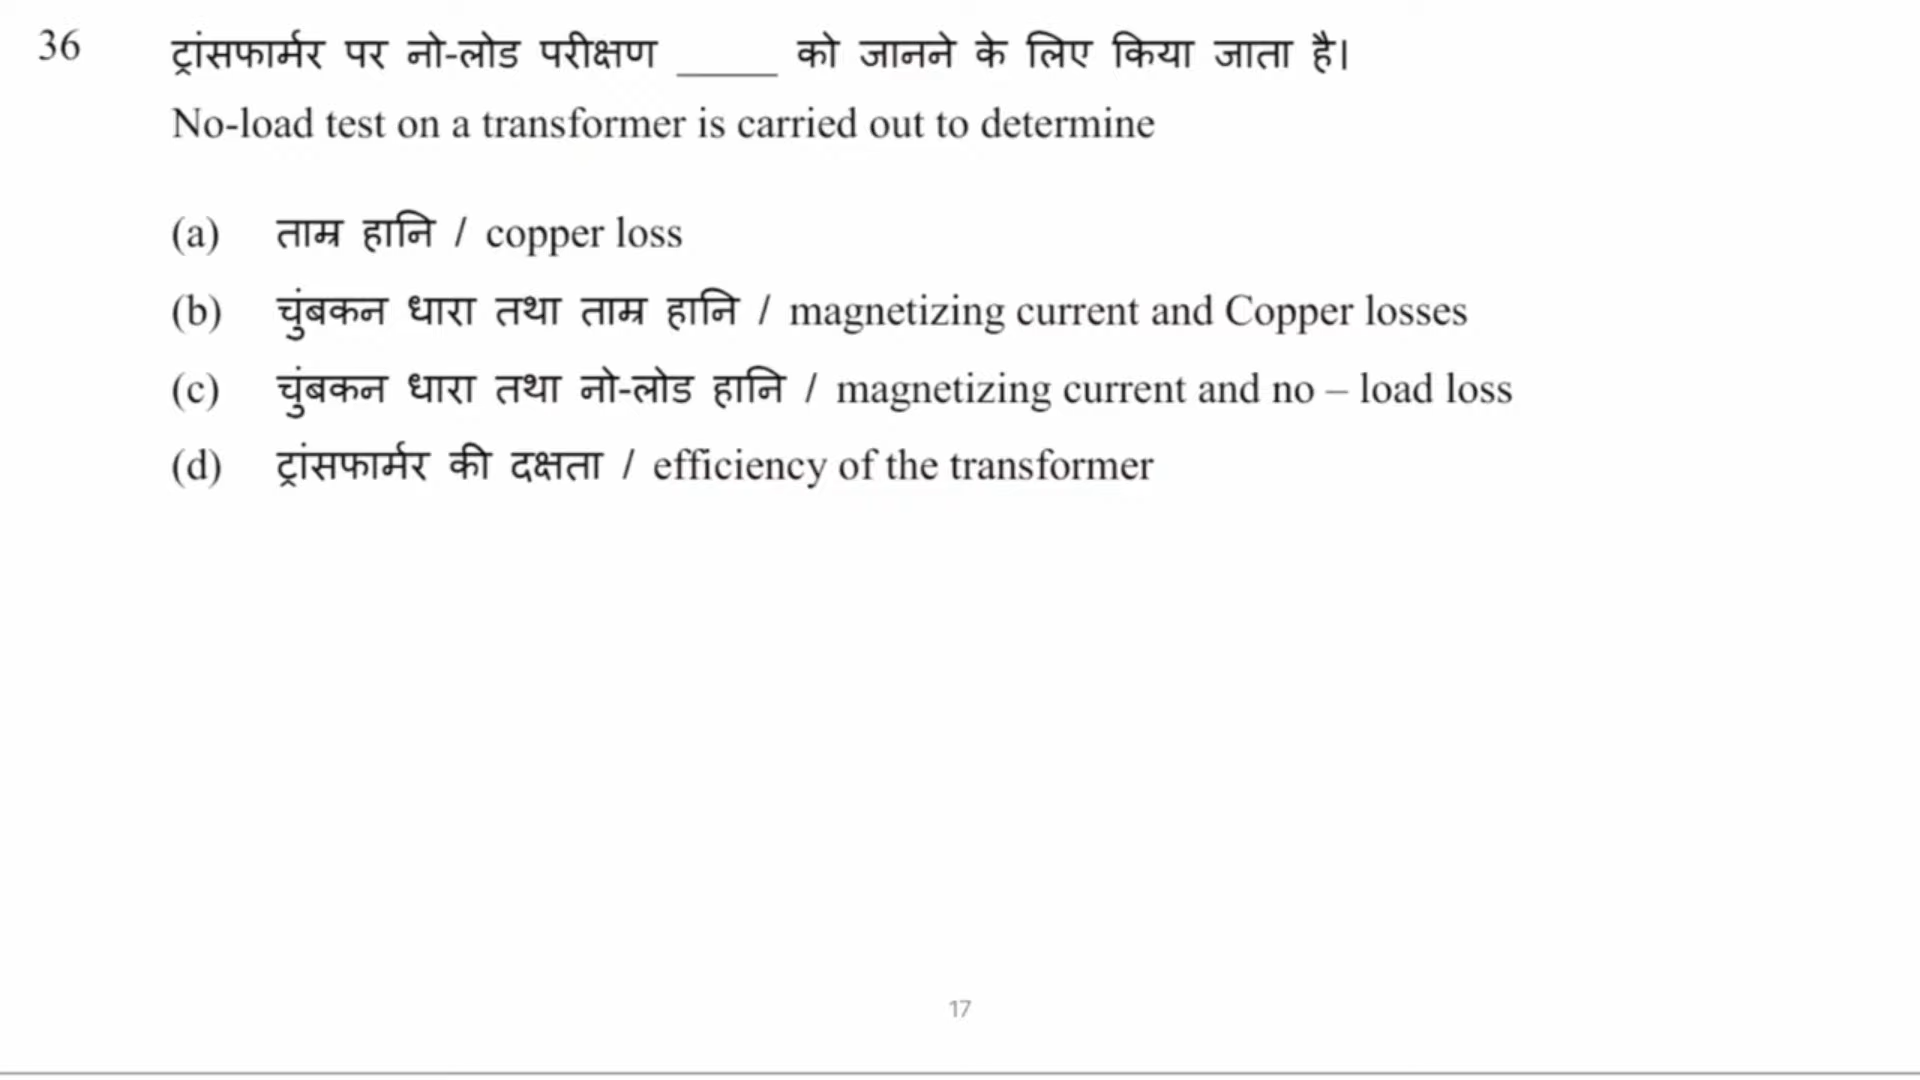 36 ट्रांसफार्मर पर नो-लोड परीक्षण _____ को जानने के लिए किया जाता है।
No-load test on a transformer is carried out to determine
(a) ताम्र हानि / copper loss
(b) चुंबकन धारा तथा ताम्र हानि / magnetizing current and Copper losses
(c) चुंबकन धारा तथा नो-लोड हानि / magnetizing current and no – load loss
(d) ट्रांसफार्मर की दक्षता / efficiency of the transformer
17